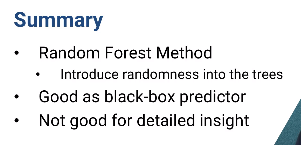 Summary
• Random Forest Method
• Introduce randomness into the trees
• Good as black-box predictor
• Not good for detailed insight